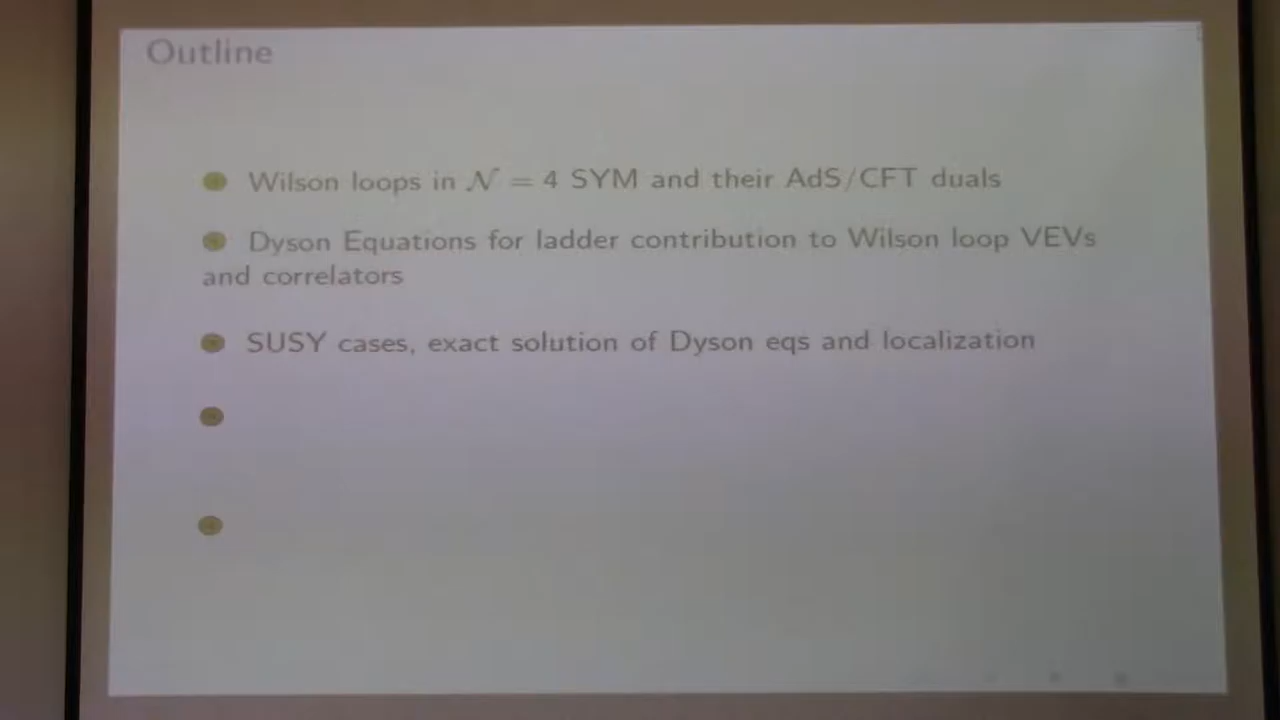 Outline
Wilson loops in 𝒩 = 4 SYM and their AdS/CFT duals
Dyson Equations for ladder contribution to Wilson loop VEVs
and correlators
SUSY cases, exact solution of Dyson eqs and localization